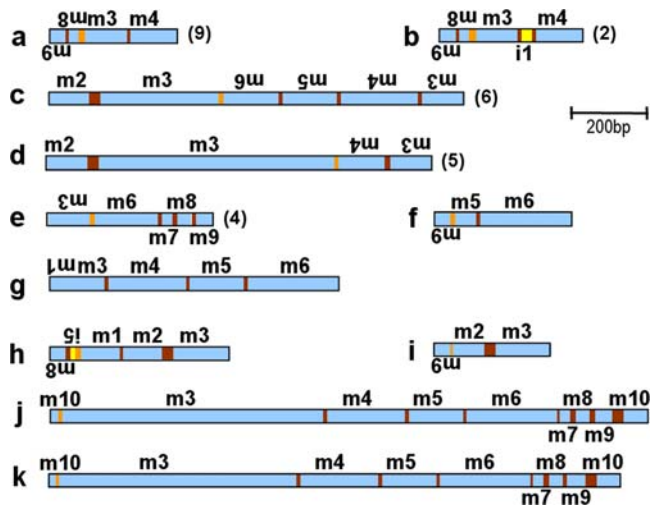 m8 m3 m4
a (9)
m9
m8 m3 m4
b (2)
m9 i1
m2 m3 m6 m5 m4 m3
c (6)
200bp
m2 m3 m4 m3
d (5)
m3 m6 m8
e (4)
m7 m9
m5 m6
f
m9
m1 m3 m4 m5 m6
g
i5 m1 m2 m3
h
m8
m2 m3
i
m9
m10 m3 m4 m5 m6 m8 m10
j
m7 m9
m10 m3 m4 m5 m6 m8 m10
k
m7 m9